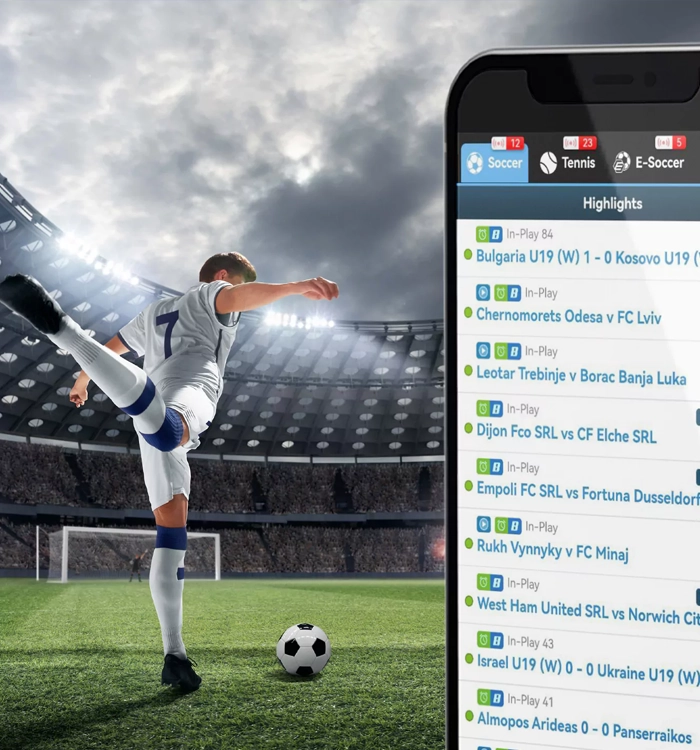 12
23
5
Soccer
Tennis
E-Soccer
Highlights
B In-Play 84
Bulgaria U19 (W) 1 - 0 Kosovo U19 (
B In-Play
Chernomorets Odesa v FC Lviv
B In-Play
Leotar Trebinje v Borac Banja Luka
B In-Play
Dijon Fco SRL vs CF Elche SRL
B In-Play
Empoli FC SRL vs Fortuna Dusseldorf
B In-Play
Rukh Vynnyky v FC Minaj
B In-Play
West Ham United SRL vs Norwich Cit
B In-Play 43
Israel U19 (W) 0 - 0 Ukraine U19 (W)
B In-Play 41
Almopos Arideas 0 - 0 Panserraikos
7